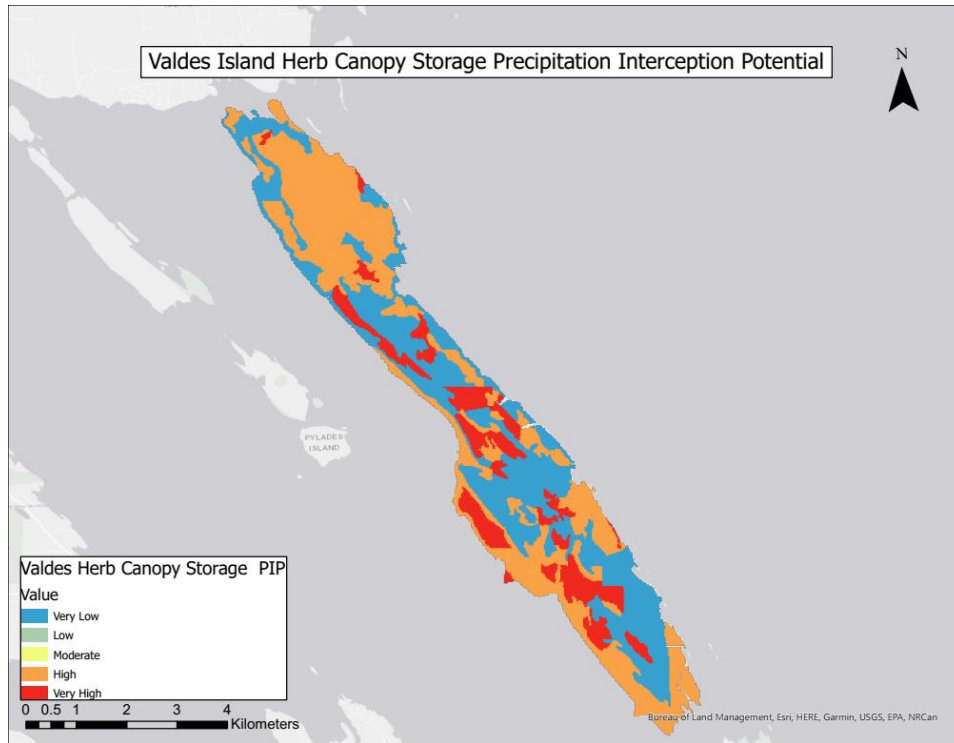 Valdes Island Herb Canopy Storage Precipitation Interception Potential
N
PYLADES
ISLAND
Valdes Herb Canopy Storage PIP
Value
Very Low
Low
Moderate
High
Very High
0 0.5 1 2 3 4
Kilometers
Bureau of Land Management, Esri, HERE, Garmin, USGS, EPA, NRCan